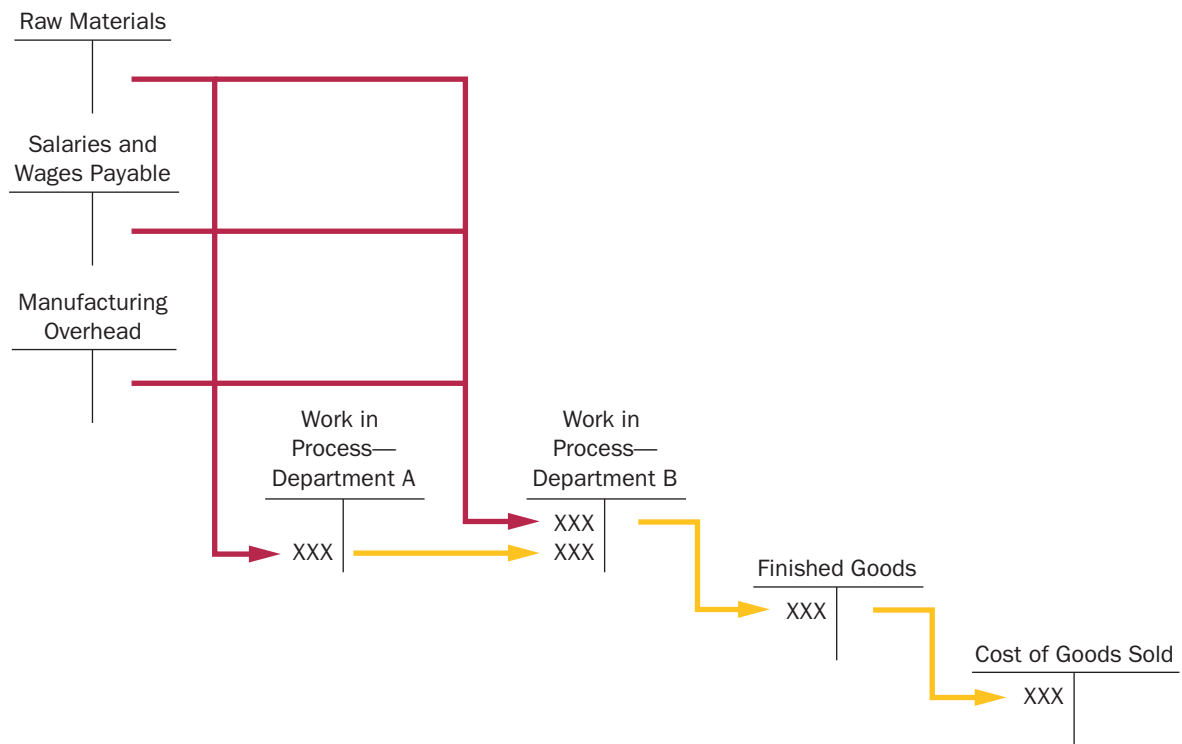 Raw Materials
Salaries and
Wages Payable
Manufacturing
Overhead
Work in
Process—
Department A
XXX
Work in
Process—
Department B
XXX
XXX
Finished Goods
XXX
Cost of Goods Sold
XXX